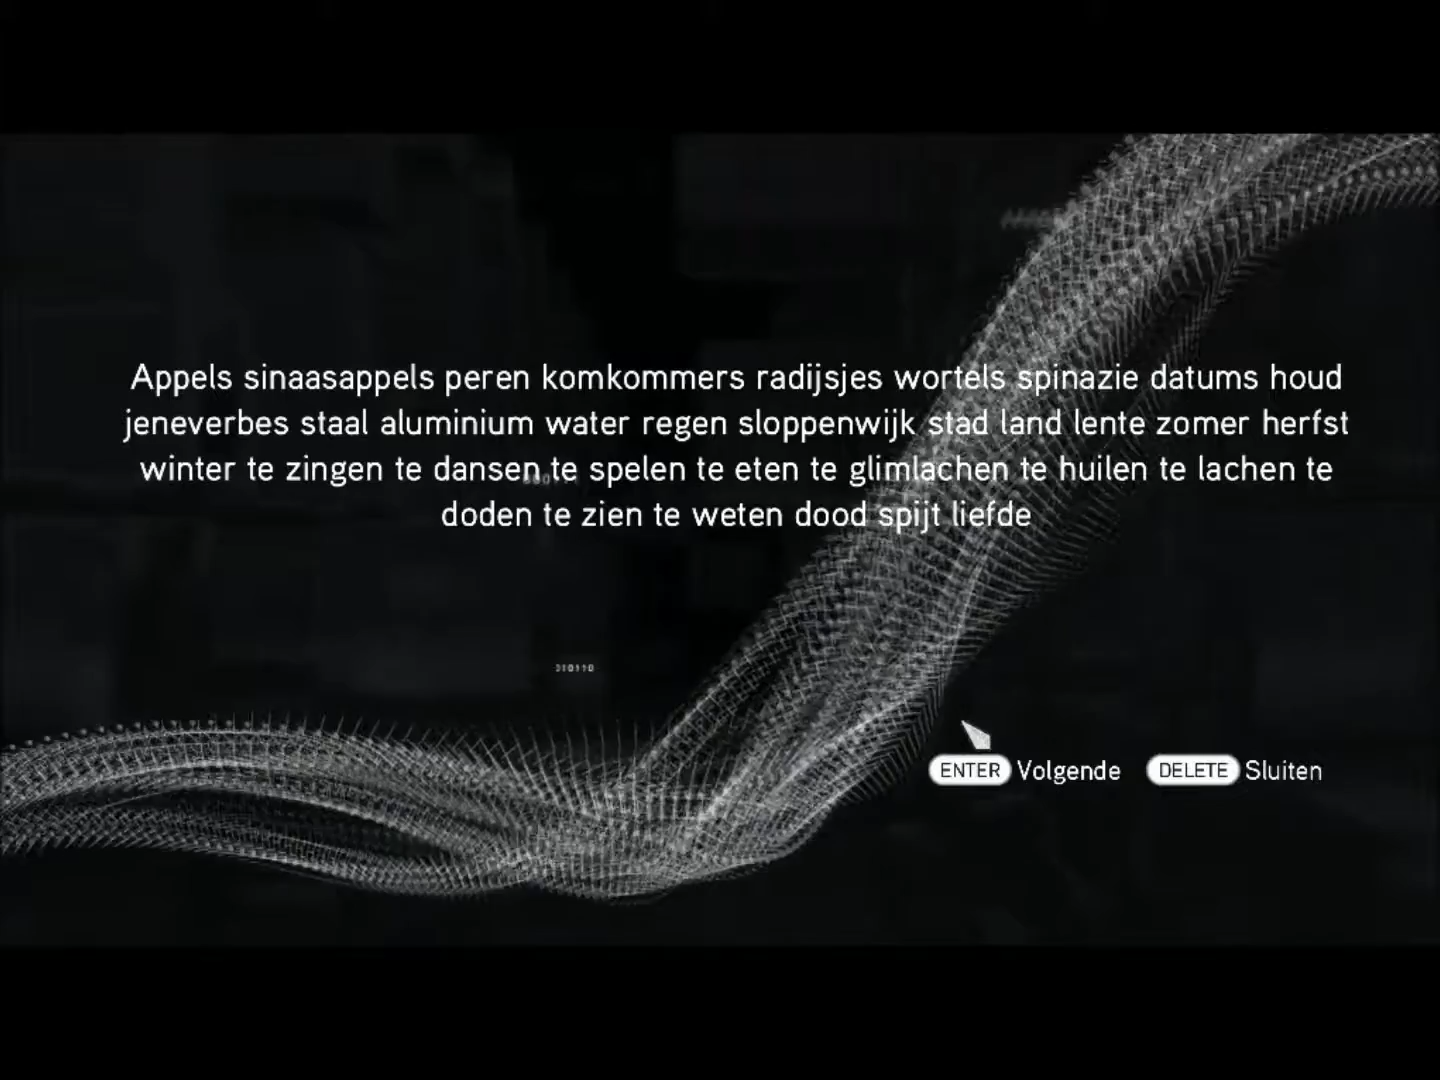 Appels sinaasappels peren komkommers radijsjes wortels spinazie datums houd
jeneverbes staal aluminium water regen sloppenwijk stad land lente zomer herfst
winter te zingen te dansen te spelen te eten te glimlachen te huilen te lachen te
doden te zien te weten dood spijt liefde
ENTER Volgende DELETE Sluiten